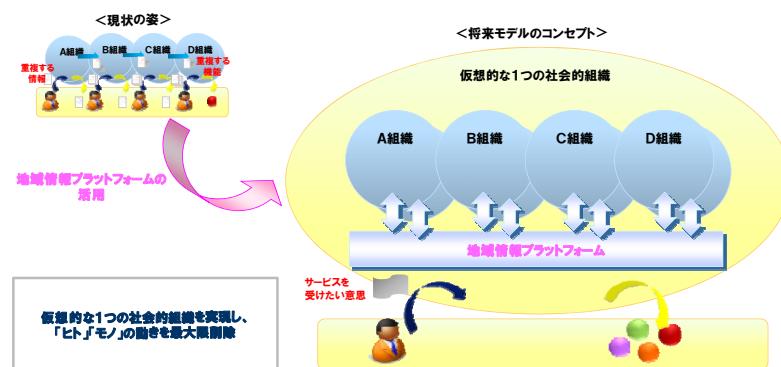 ＜現状の姿＞
A組織
B組織
C組織
D組織
重複する
情報
重複する
機能
地域情報プラットフォームの
活用
仮想的な１つの社会的組織を実現し、
「ヒト」「モノ」の動きを最大限削除
＜将来モデルのコンセプト＞
仮想的な１つの社会的組織
A組織
B組織
C組織
D組織
地域情報プラットフォーム
サービスを
受けたい意思